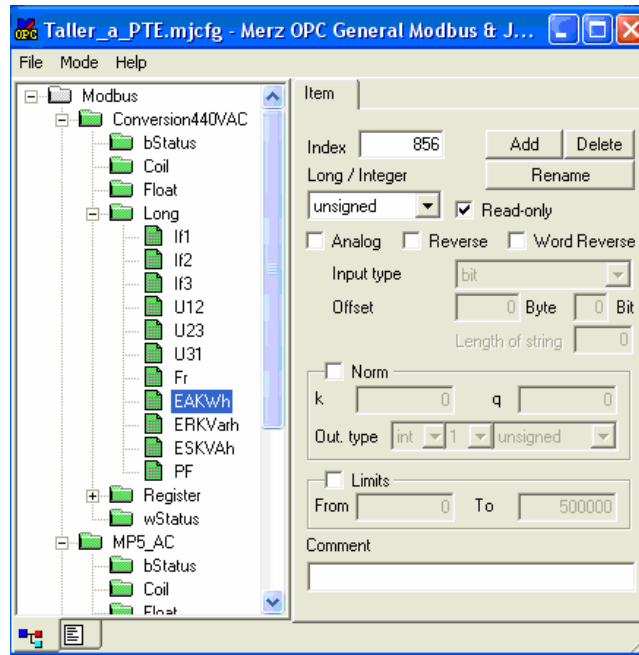 OPC
Taller_a_PTE.mjcfg - Merz OPC General Modbus & J...
File Mode Help
Modbus
Conversion440VAC
bStatus
Coil
Float
Long
If1
If2
If3
U12
U23
U31
Fr
EAKWh
ERKVarh
ESKVAh
PF
Register
wStatus
MP5_AC
bStatus
Coil
Float
Item
Index 856 Add Delete
Long / Integer Rename
unsigned Read-only
Analog Reverse Word Reverse
Input type bit
Offset 0 Byte 0 Bit
Length of string 0
Norm
k 0 q 0
Out. type int 1 unsigned
Limits
From 0 To 500000
Comment